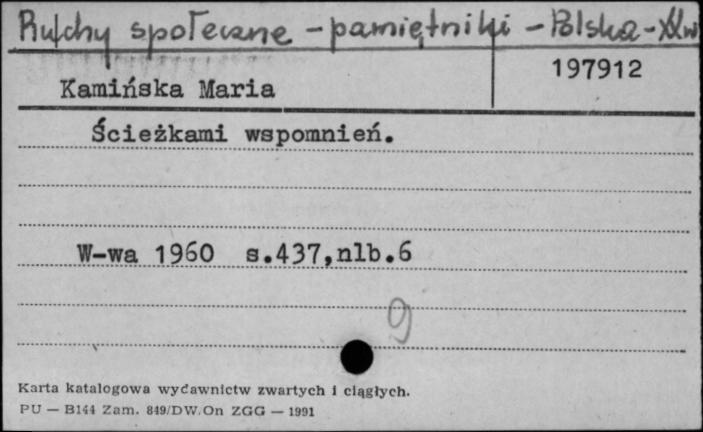 Ruchy społeczne - pamiętniki - Polska - XXw
197912
Kamińska Maria
Ścieżkami wspomnień.
W-wa 1960 s.437,nlb.6
9
Karta katalogowa wydawnictw zwartych i ciągłych.
PU — B144 Zam. 849/DW.On ZGG — 1991